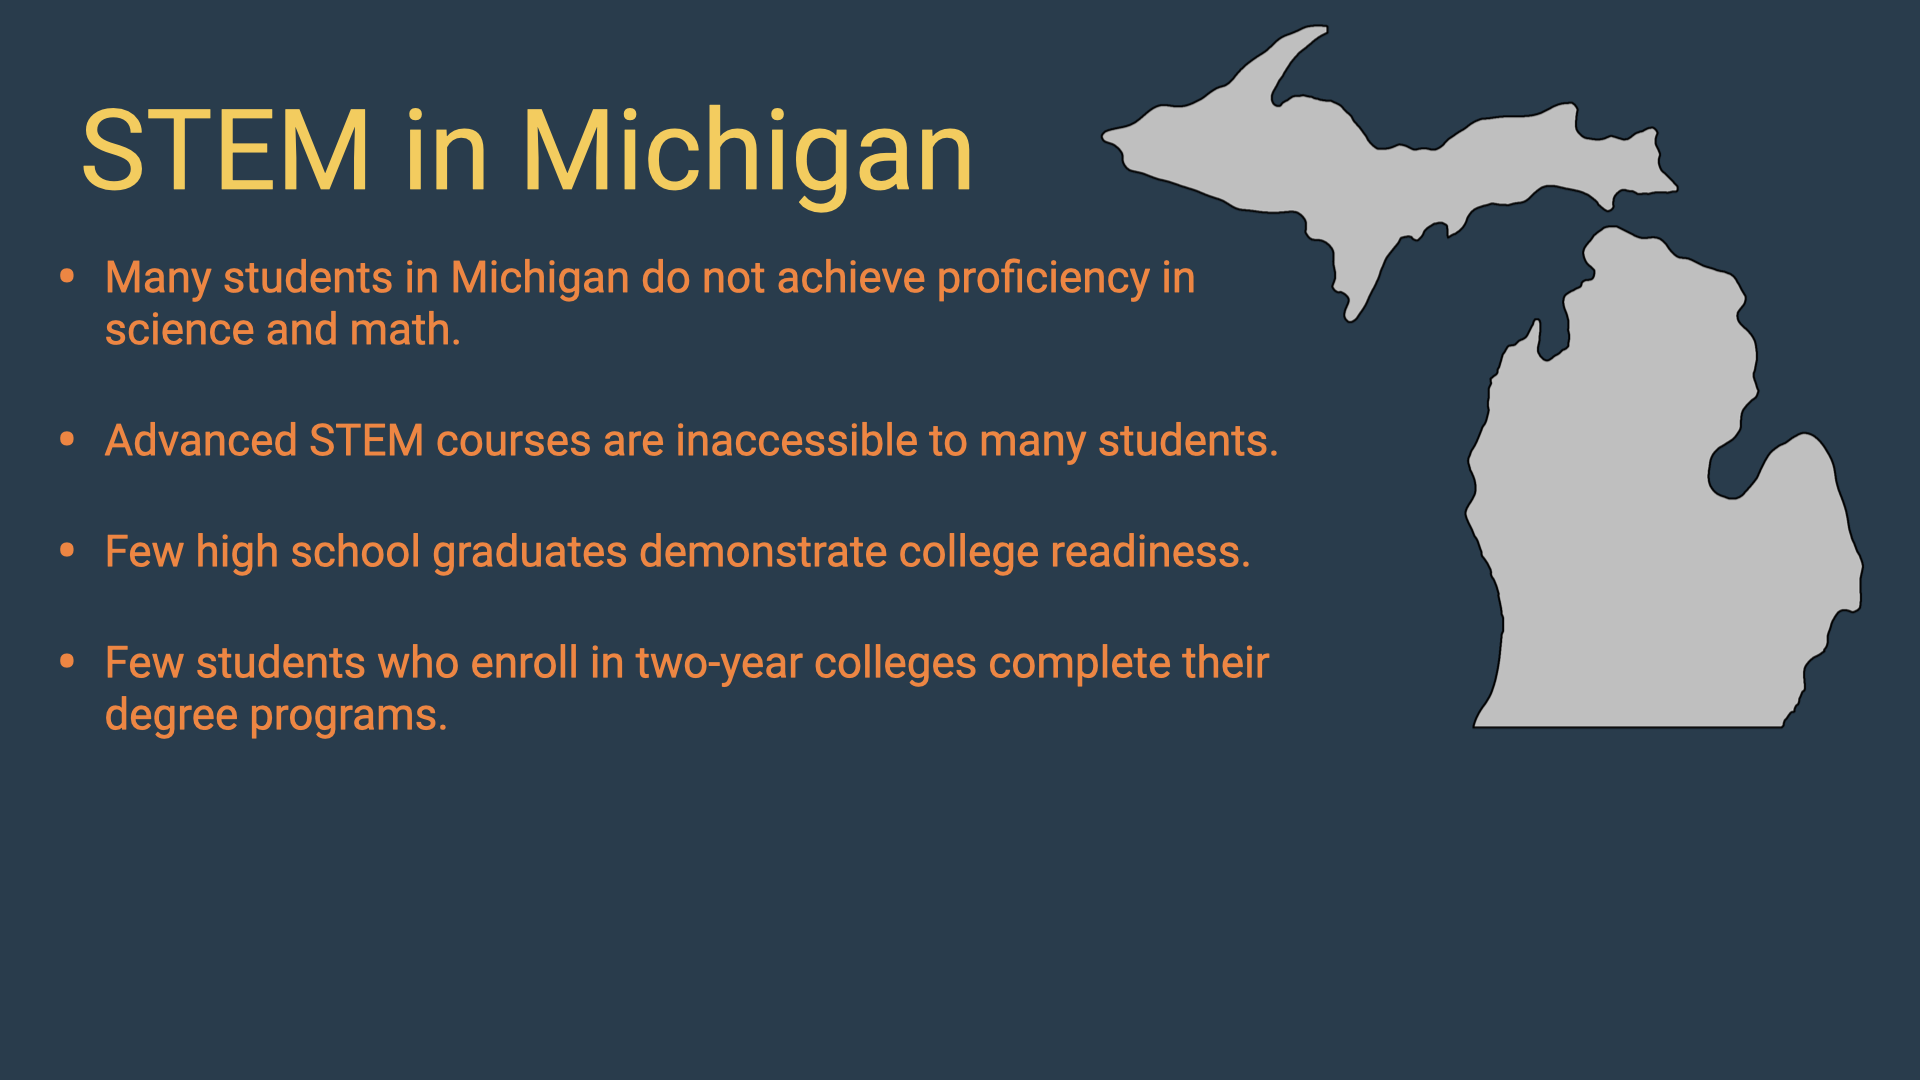 STEM in Michigan
• Many students in Michigan do not achieve proficiency in
science and math.
• Advanced STEM courses are inaccessible to many students.
• Few high school graduates demonstrate college readiness.
• Few students who enroll in two-year colleges complete their
degree programs.